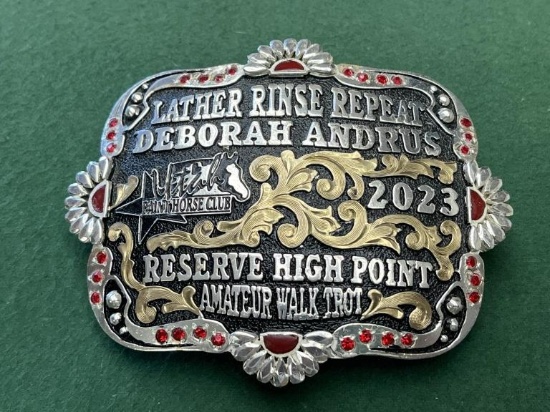 LATHER RINSE REPEAT
DEBORAH ANDRUS
PAINT HORSE CLUB
2023
RESERVE HIGH POINT
AMATEUR WALK TROT